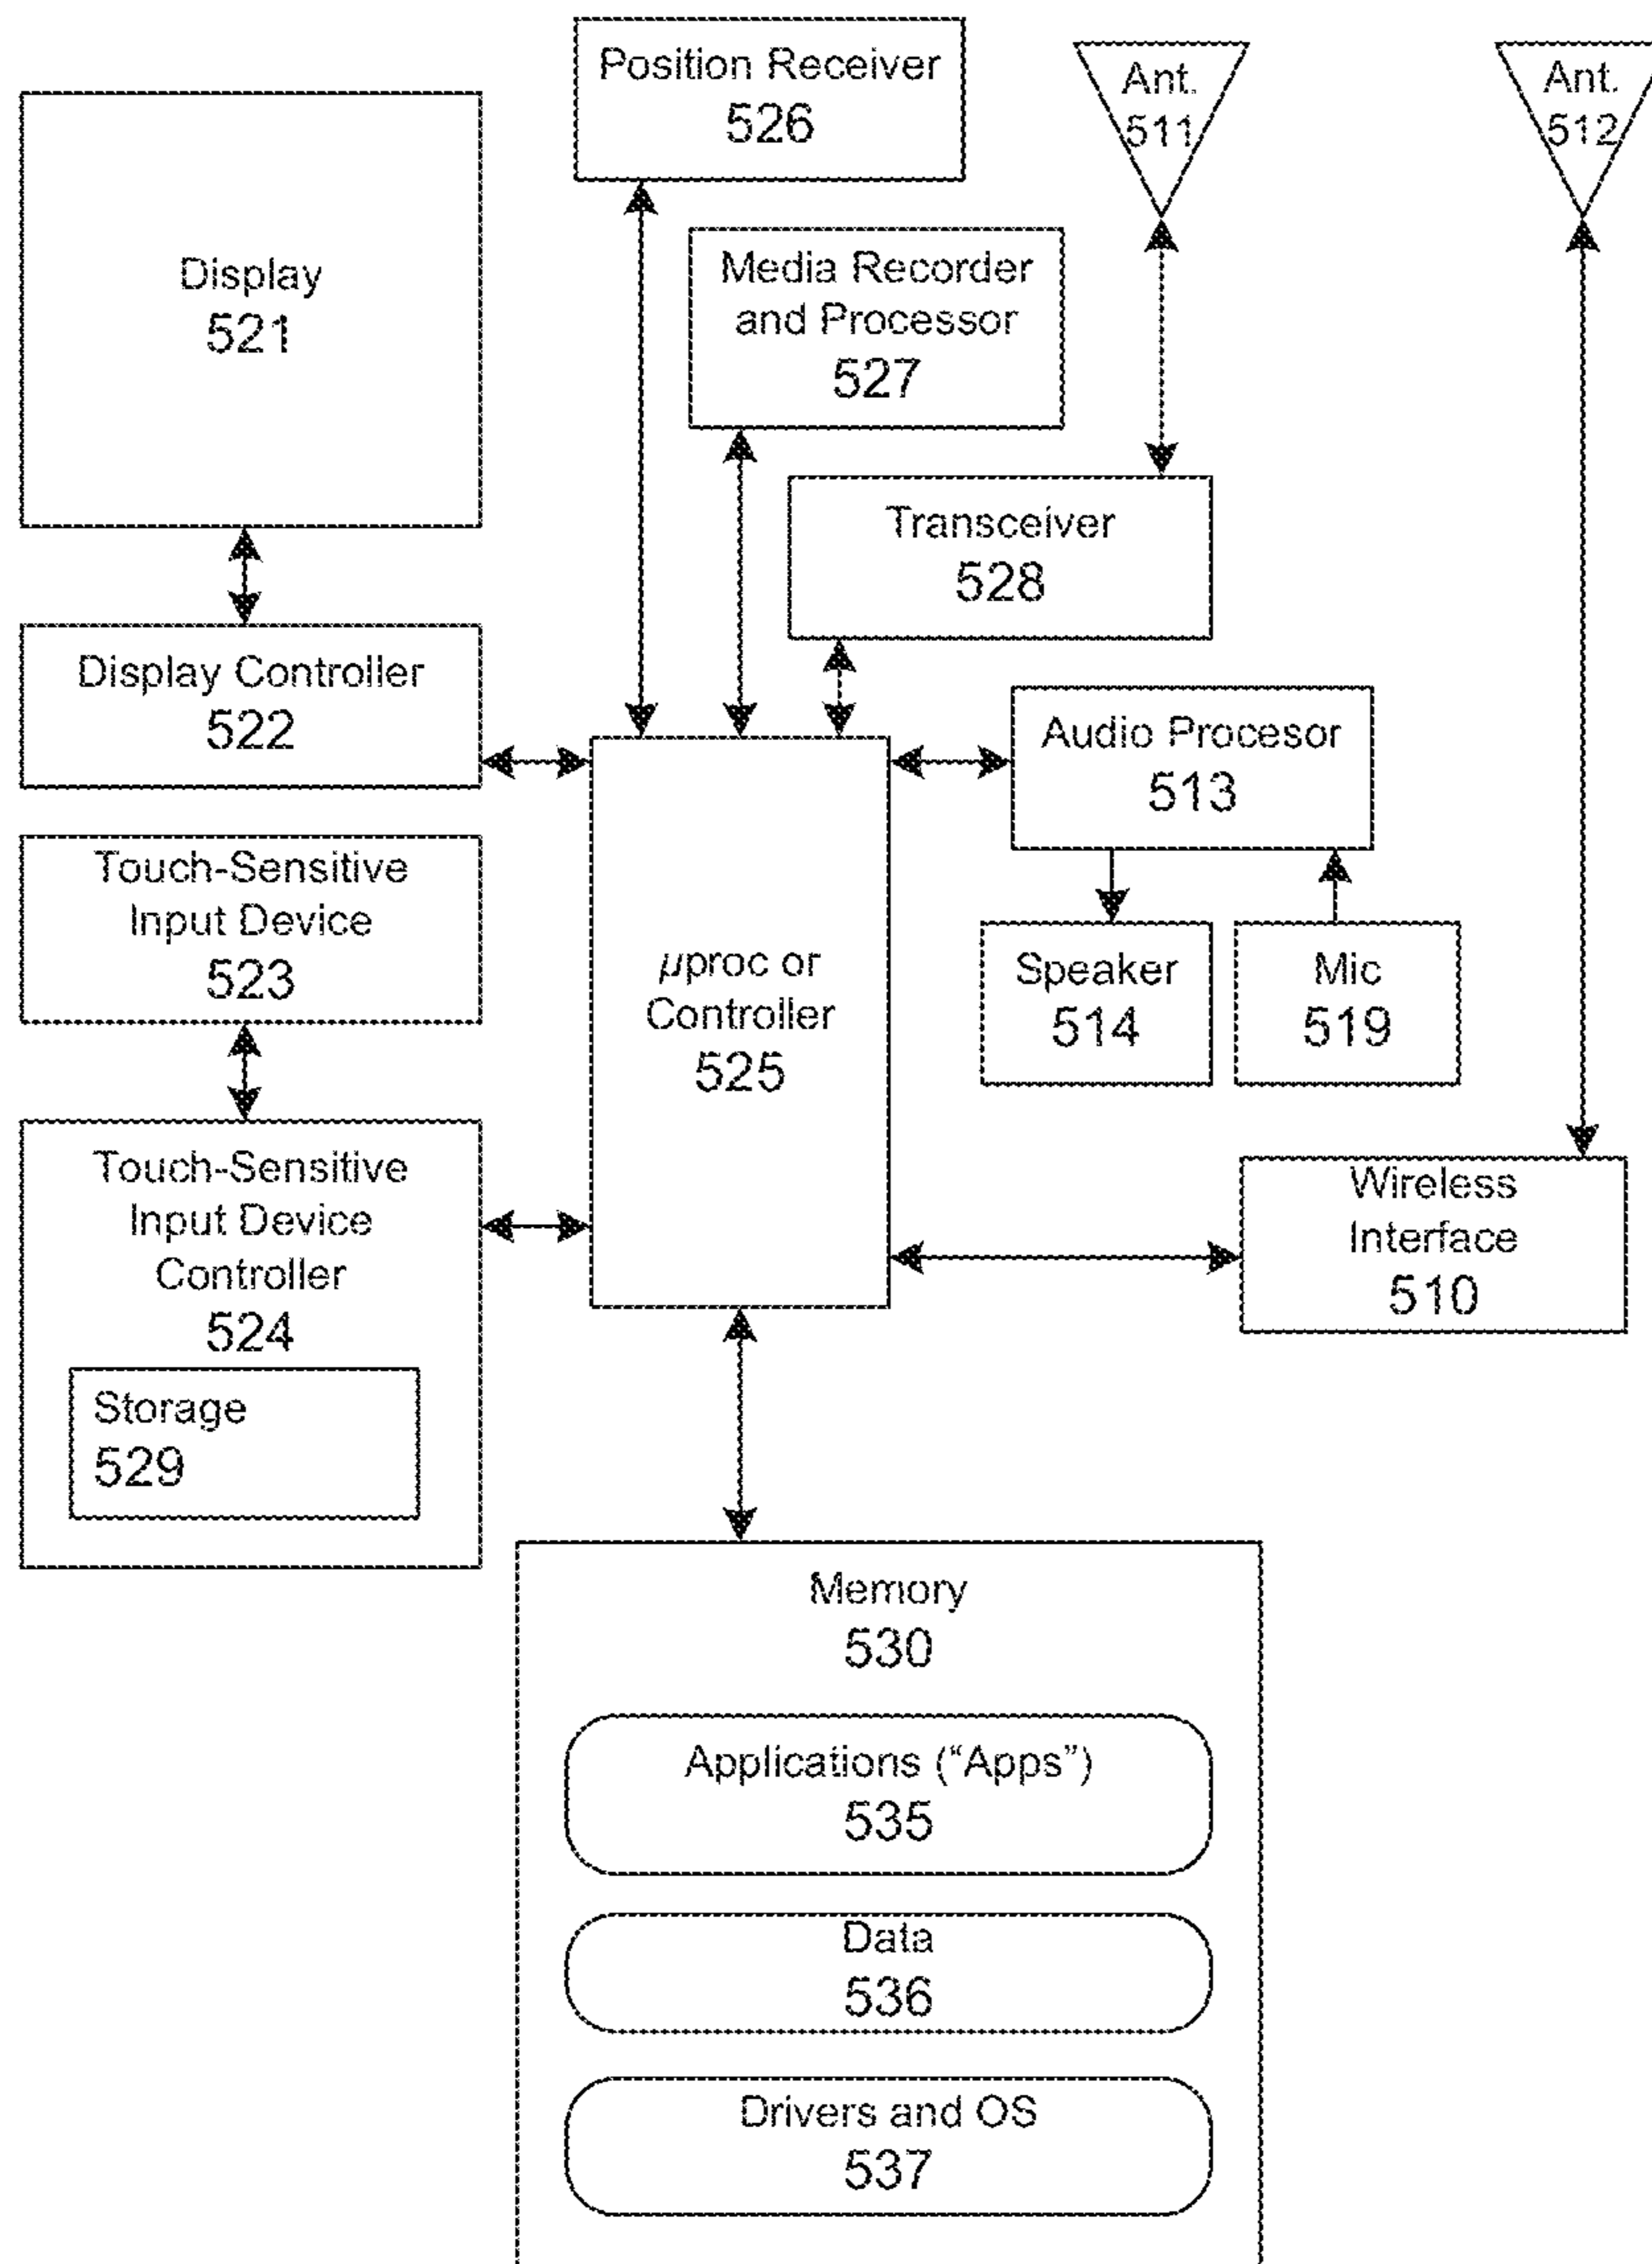 Position Receiver
526
Ant.
511
Ant.
512
Display
521
Media Recorder
and Processor
527
Transceiver
528
Display Controller
522
Audio Procesor
513
Touch-Sensitive
Input Device
523
µproc or
Controller
525
Speaker
514
Mic
519
Touch-Sensitive
Input Device
Controller
524
Storage
529
Wireless
Interface
510
Memory
530
Applications (“Apps”)
535
Data
536
Drivers and OS
537